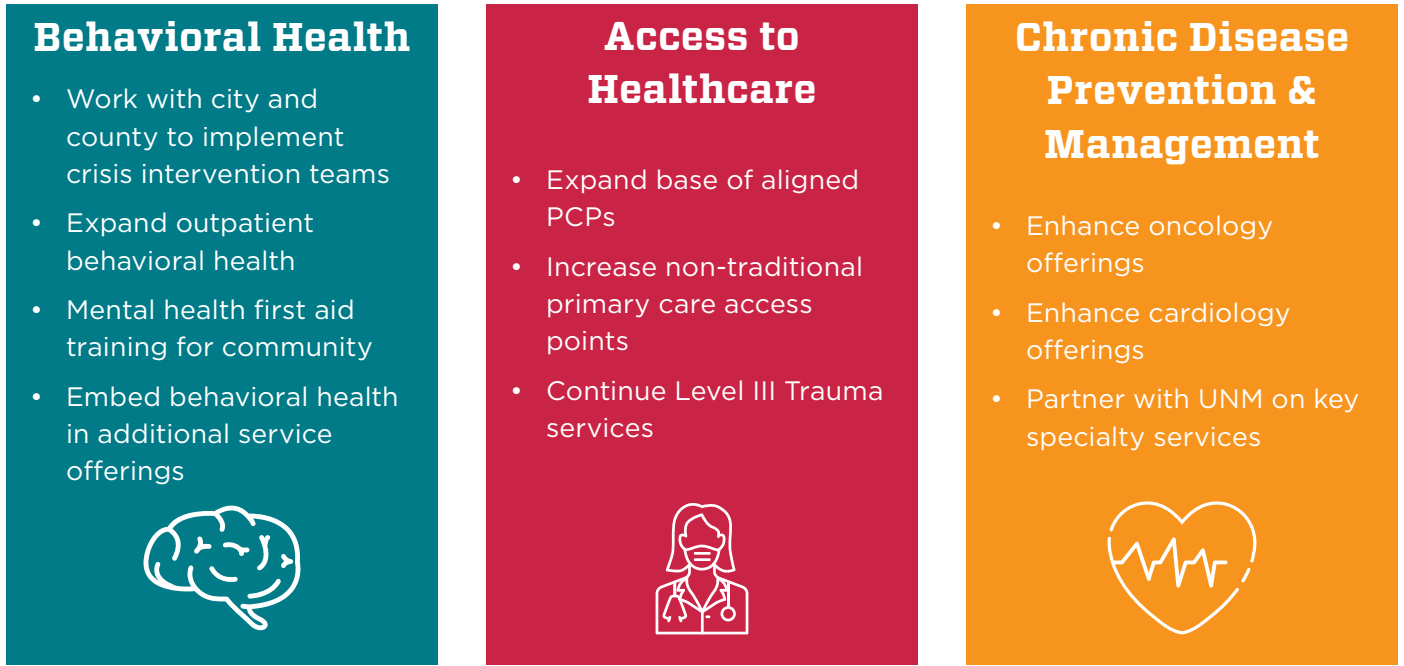 Behavioral Health
• Work with city and
county to implement
crisis intervention teams
• Expand outpatient
behavioral health
• Mental health first aid
training for community
• Embed behavioral health
in additional service
offerings
Access to
Healthcare
• Expand base of aligned
PCPs
• Increase non-traditional
primary care access
points
• Continue Level III Trauma
services
Chronic Disease
Prevention &
Management
• Enhance oncology
offerings
• Enhance cardiology
offerings
• Partner with UNM on key
specialty services